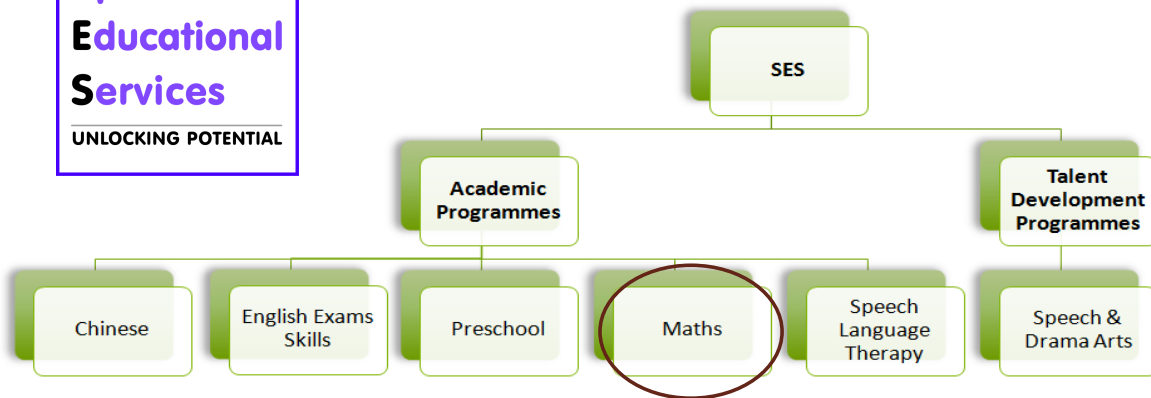 Educational
Services
UNLOCKING POTENTIAL
SES
Academic
Programmes
Talent
Development
Programmes
Chinese
English Exams
Skills
Preschool
Maths
Speech
Language
Therapy
Speech &
Drama Arts